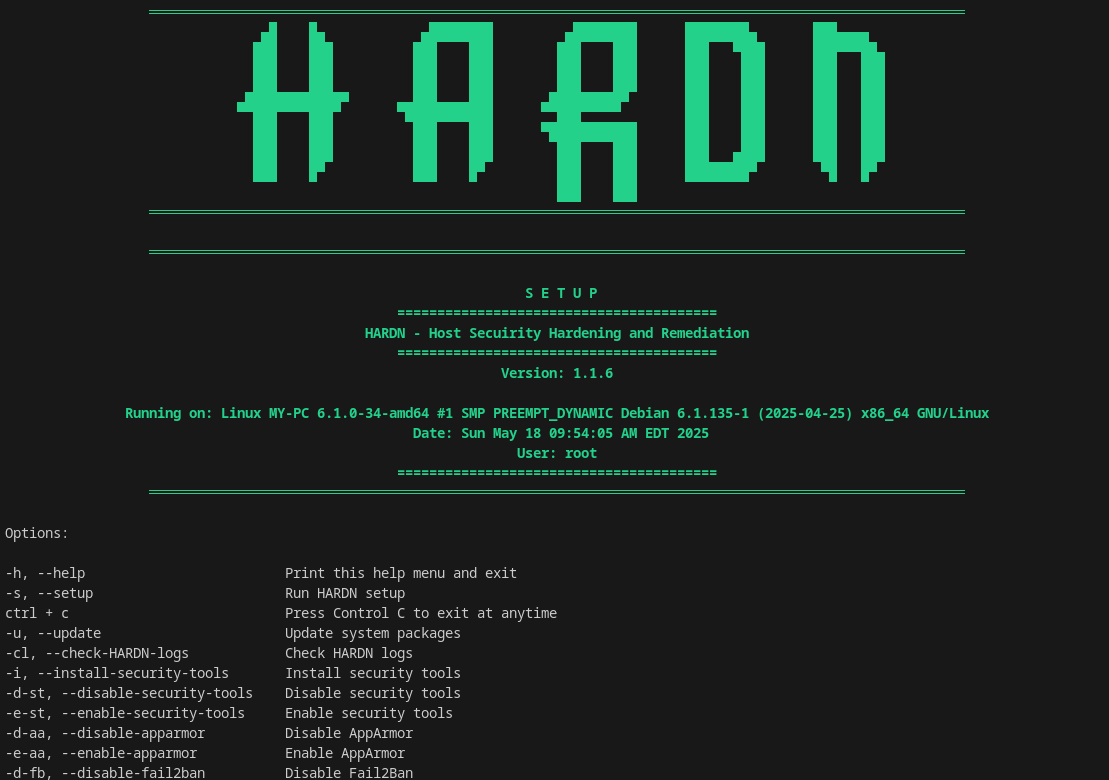 HARDN
S E T U P
========================================
HARDN - Host Secuirity Hardening and Remediation
========================================
Version: 1.1.6
Running on: Linux MY-PC 6.1.0-34-amd64 #1 SMP PREEMPT_DYNAMIC Debian 6.1.135-1 (2025-04-25) x86_64 GNU/Linux
Date: Sun May 18 09:54:05 AM EDT 2025
User: root
========================================
Options:
-h, --help Print this help menu and exit
-s, --setup Run HARDN setup
ctrl + c Press Control C to exit at anytime
-u, --update Update system packages
-cl, --check-HARDN-logs Check HARDN logs
-i, --install-security-tools Install security tools
-d-st, --disable-security-tools Disable security tools
-e-st, --enable-security-tools Enable security tools
-d-aa, --disable-apparmor Disable AppArmor
-e-aa, --enable-apparmor Enable AppArmor
-d-fb, --disable-fail2ban Disable Fail2Ban